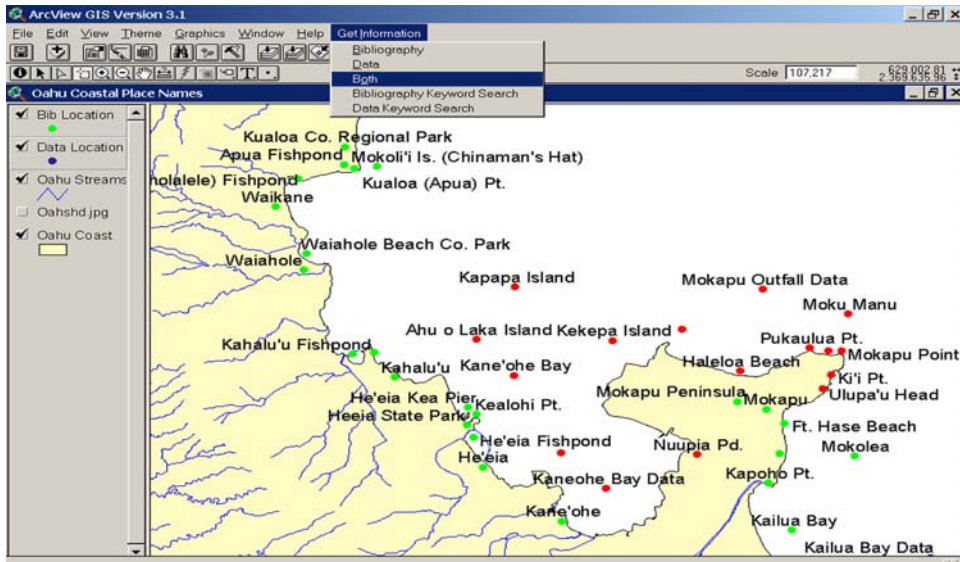 ArcView GIS Version 3.1
File Edit View Theme Graphics Window Help Get Information
Bibliography
Data
Both
Bibliography Keyword Search
Data Keyword Search
Scale 107,217
629,002.81
2,369,635.96
Oahu Coastal Place Names
Bib Location
Data Location
Oahu Streams
Oahshd.jpg
Oahu Coast
Kualoa Co. Regional Park
Apua Fishpond
Mokoli'i Is. (Chinaman's Hat)
holalele) Fishpond
Kualoa (Apua) Pt.
Waikane
Waiahole Beach Co. Park
Waiahole
Kapapa Island
Mokapu Outfall Data
Moku Manu
Ahu o Laka Island
Kekepa Island
Pukaulua Pt.
Kahalu'u Fishpond
Mokapu Point
Kahalu'u
Kane'ohe Bay
Haleloa Beach
Ki'i Pt.
Ulupa'u Head
He'eia Kea Pier
Kealohi Pt.
Mokapu Peninsula
Mokapu
Heeia State Park
Ft. Hase Beach
He'eia Fishpond
Nuupia Pd.
Mokolea
He'eia
Kaneohe Bay Data
Kapoho Pt.
Kane'ohe
Kailua Bay
Kailua Bay Data